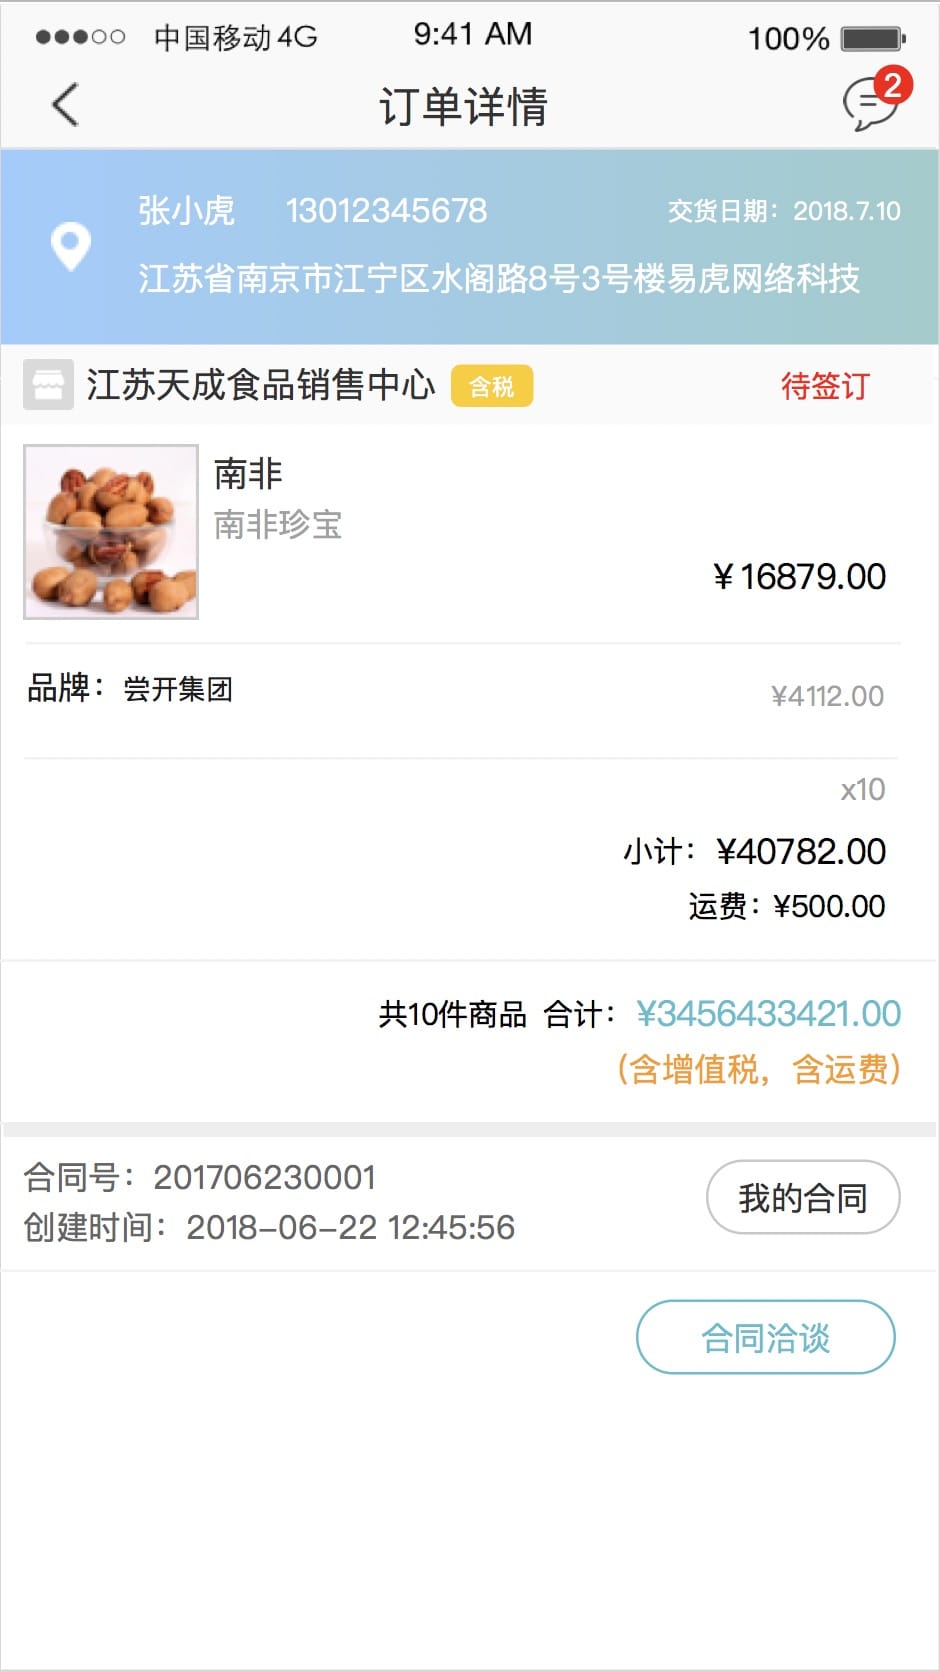 中国移动4G 9:41 AM 100%
订单详情 2
张小虎 13012345678 交货日期：2018.7.10
江苏省南京市江宁区水阁路8号3号楼易虎网络科技
江苏天成食品销售中心 含税 待签订
南非
南非珍宝
¥16879.00
品牌：尝开集团 ¥4112.00
x10
小计：¥40782.00
运费：¥500.00
共10件商品 合计：¥3456433421.00
(含增值税，含运费)
合同号：201706230001
我的合同
创建时间：2018-06-22 12:45:56
合同洽谈